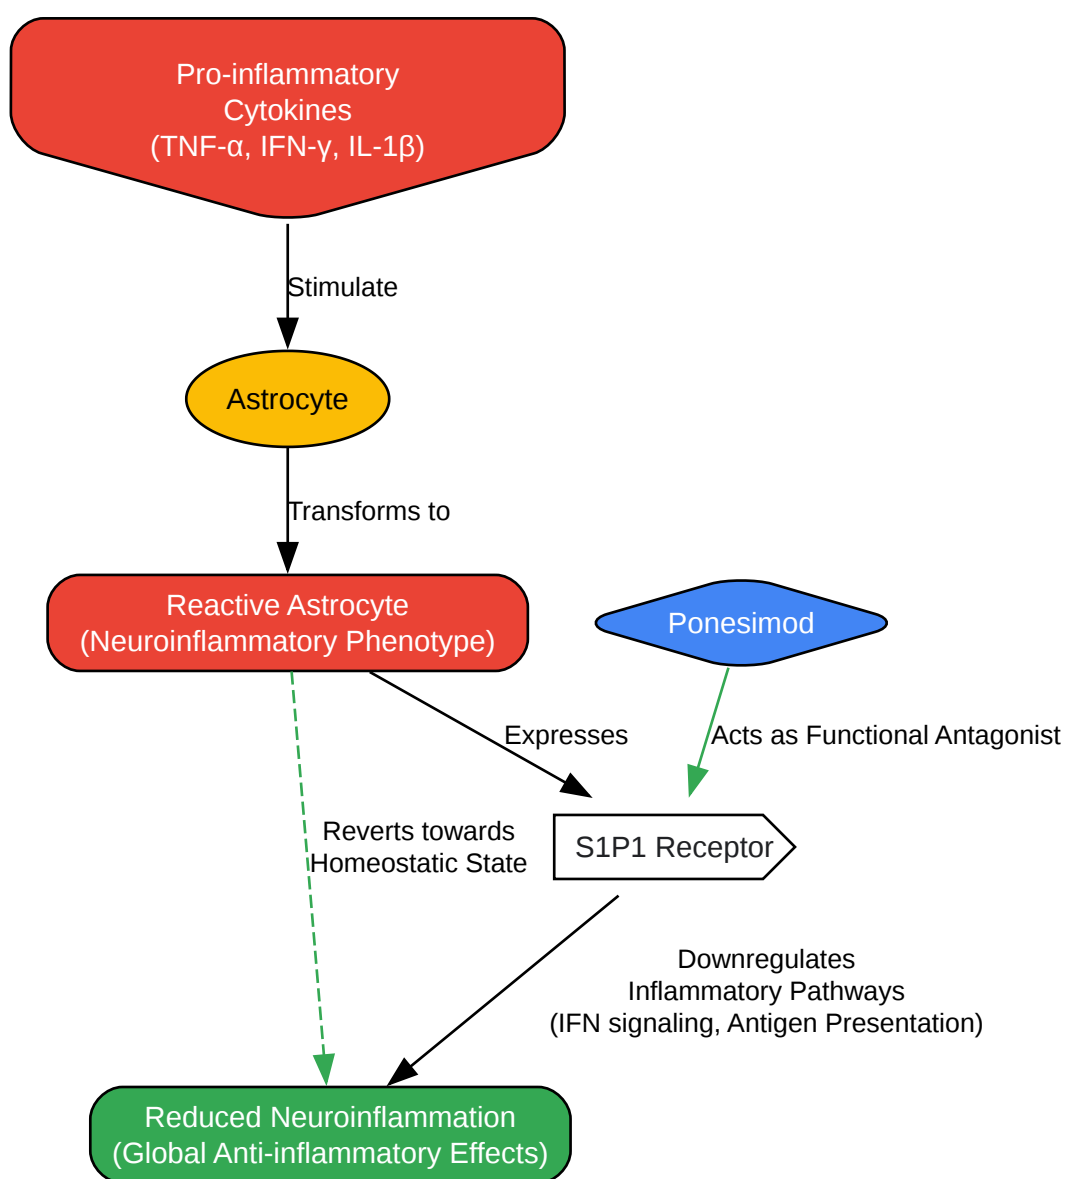 Pro-inflammatory
Cytokines
(TNF-α, IFN-γ, IL-1β)
Stimulate
Astrocyte
Transforms to
Reactive Astrocyte
(Neuroinflammatory Phenotype)
Ponesimod
Expresses
Acts as Functional Antagonist
Reverts towards
Homeostatic State
S1P1 Receptor
Downregulates
Inflammatory Pathways
(IFN signaling, Antigen Presentation)
Reduced Neuroinflammation
(Global Anti-inflammatory Effects)